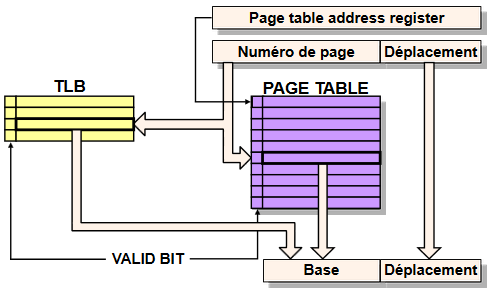 Page table address register
Numéro de page Déplacement
TLB PAGE TABLE
VALID BIT
Base Déplacement